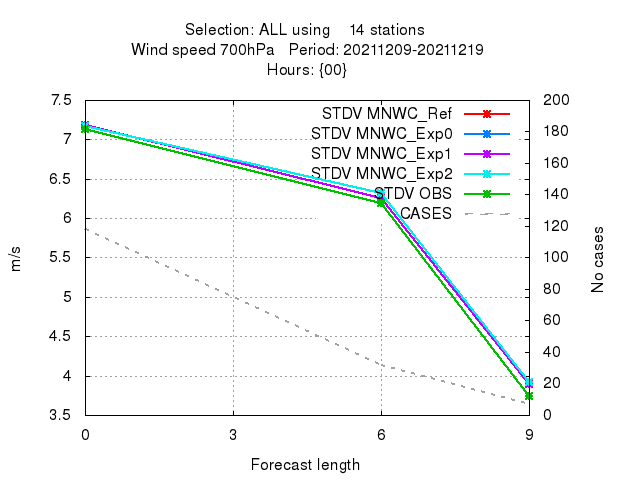 Selection: ALL using    14 stations
Wind speed 700hPa   Period: 20211209-20211219
Hours: {00}
7.5
7
6.5
6
5.5
5
4.5
4
3.5
200
180
160
140
120
100
80
60
40
20
0
STDV MNWC_Ref
STDV MNWC_Exp0
STDV MNWC_Exp1
STDV MNWC_Exp2
STDV OBS
CASES
m/s
No cases
0 3 6 9
Forecast length